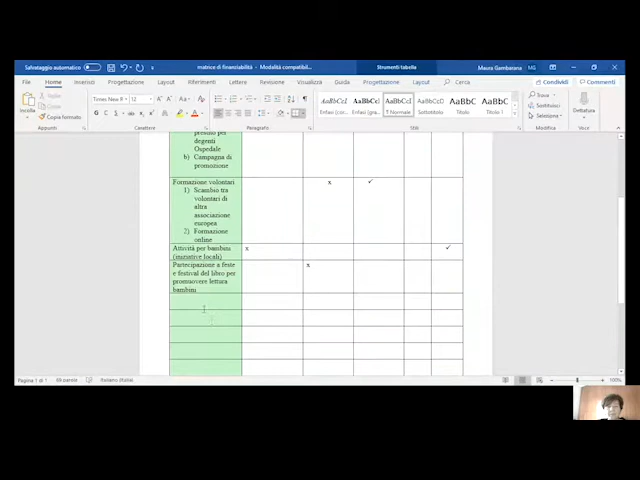 Salvataggio automatico
matrice di finanziabilità - Modalità compatibil...
Strumenti tabella
Maura Gambarana
MG
File
Home
Inserisci
Progettazione
Layout
Riferimenti
Lettere
Revisione
Visualizza
Guida
Progettazione
Layout
Cerca
Condividi
Commenti
Incolla
Taglia
Copia
Copia formato
Times New R
12
Appunti
Carattere
Paragrafo
Stili
Modifica
Voce
AaBbCcI
AaBbCc
AaBbCcI
AaBbCcD
AaBbC
AaBbC
Enfasi (cor...
Enfasi (gra...
T Normale
Sottotitolo
Titolo
Titolo 1
Trova
Sostituisci
Seleziona
Dettatura
prestito per
degenti
Ospedale
b) Campagna di
promozione
Formazione volontari
x
✓
1) Scambio tra
volontari di
altra
associazione
europea
2) Formazione
online
Attività per bambini
x
✓
(iniziative locali)
Partecipazione a feste
x
e festival del libro per
promuovere lettura
bambini
Pagina 1 di 1
Italiano (Italia)
100%